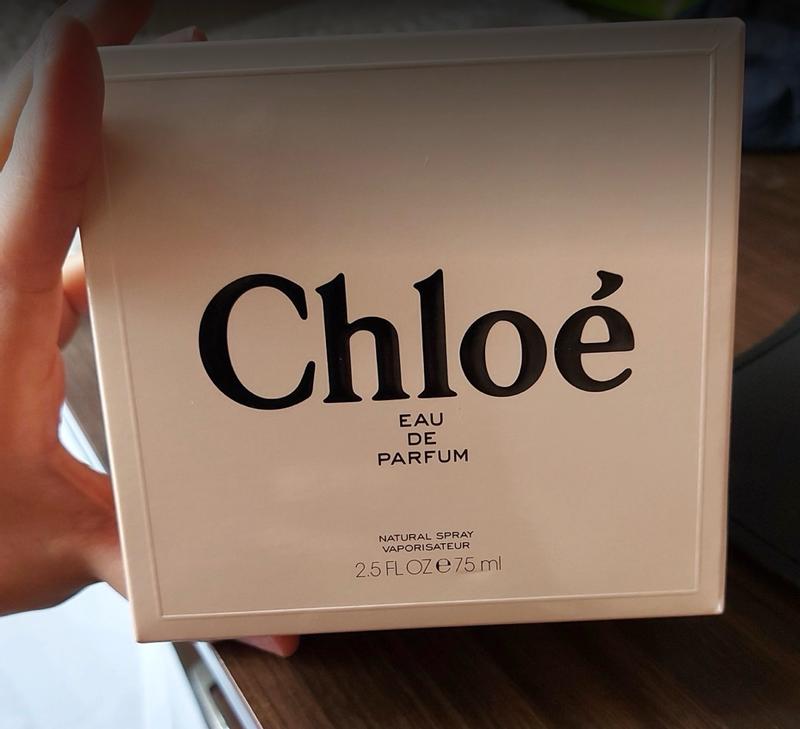 Chloé
EAU
DE
PARFUM
NATURAL SPRAY
VAPORISATEUR
2.5 FL OZ ℮ 75 ml